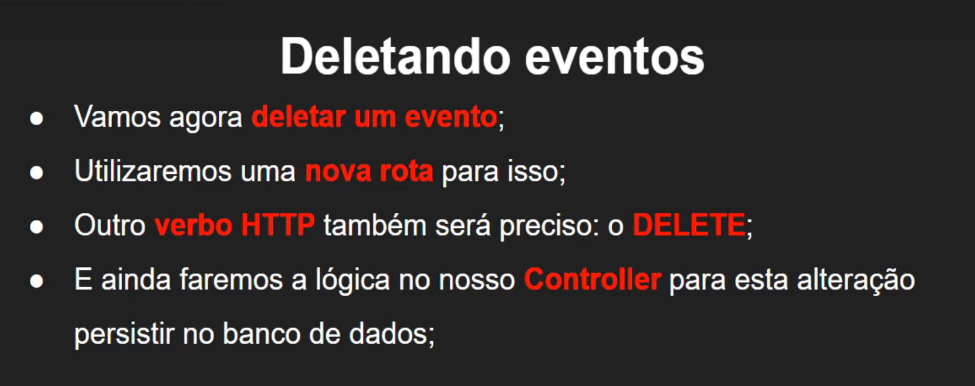 Deletando eventos
● Vamos agora deletar um evento;
● Utilizaremos uma nova rota para isso;
● Outro verbo HTTP também será preciso: o DELETE;
● E ainda faremos a lógica no nosso Controller para esta alteração
persistir no banco de dados;